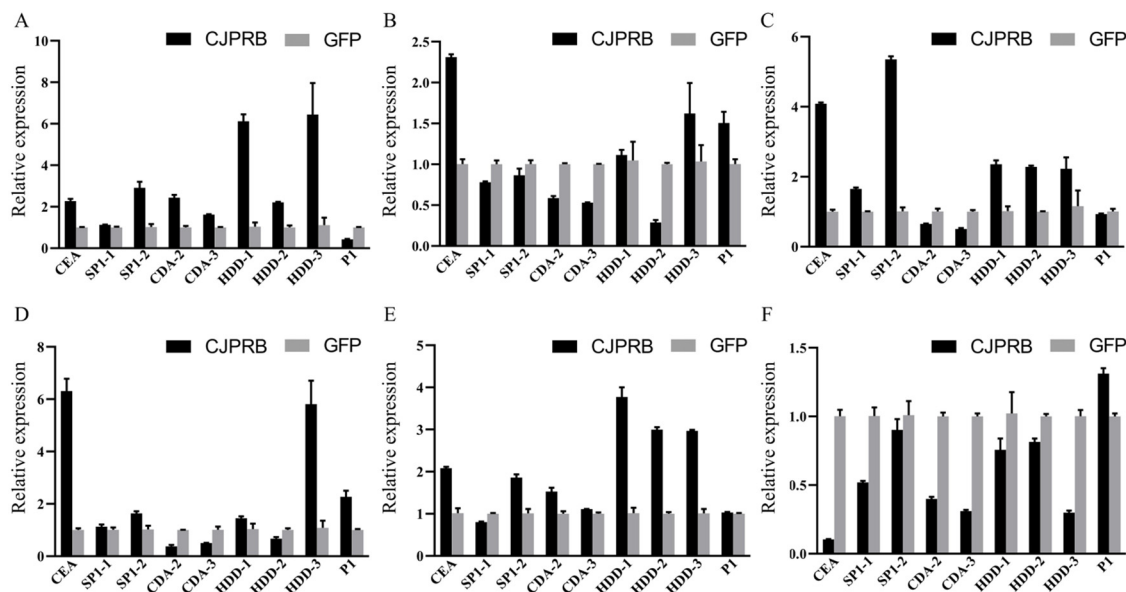 A
CJPRB GFP
Relative expression
10
8
6
4
2
0
CEA SP1-1 SP1-2 CDA-2 CDA-3 HDD-1 HDD-2 HDD-3 P1
B
CJPRB GFP
Relative expression
2.5
2.0
1.5
1.0
0.5
0.0
CEA SP1-1 SP1-2 CDA-2 CDA-3 HDD-1 HDD-2 HDD-3 P1
C
CJPRB GFP
Relative expression
6
4
2
0
CEA SP1-1 SP1-2 CDA-2 CDA-3 HDD-1 HDD-2 HDD-3 P1
D
CJPRB GFP
Relative expression
8
6
4
2
0
CEA SP1-1 SP1-2 CDA-2 CDA-3 HDD-1 HDD-2 HDD-3 P1
E
CJPRB GFP
Relative expression
5
4
3
2
1
0
CEA SP1-1 SP1-2 CDA-2 CDA-3 HDD-1 HDD-2 HDD-3 P1
F
CJPRB GFP
Relative expression
1.5
1.0
0.5
0.0
CEA SP1-1 SP1-2 CDA-2 CDA-3 HDD-1 HDD-2 HDD-3 P1